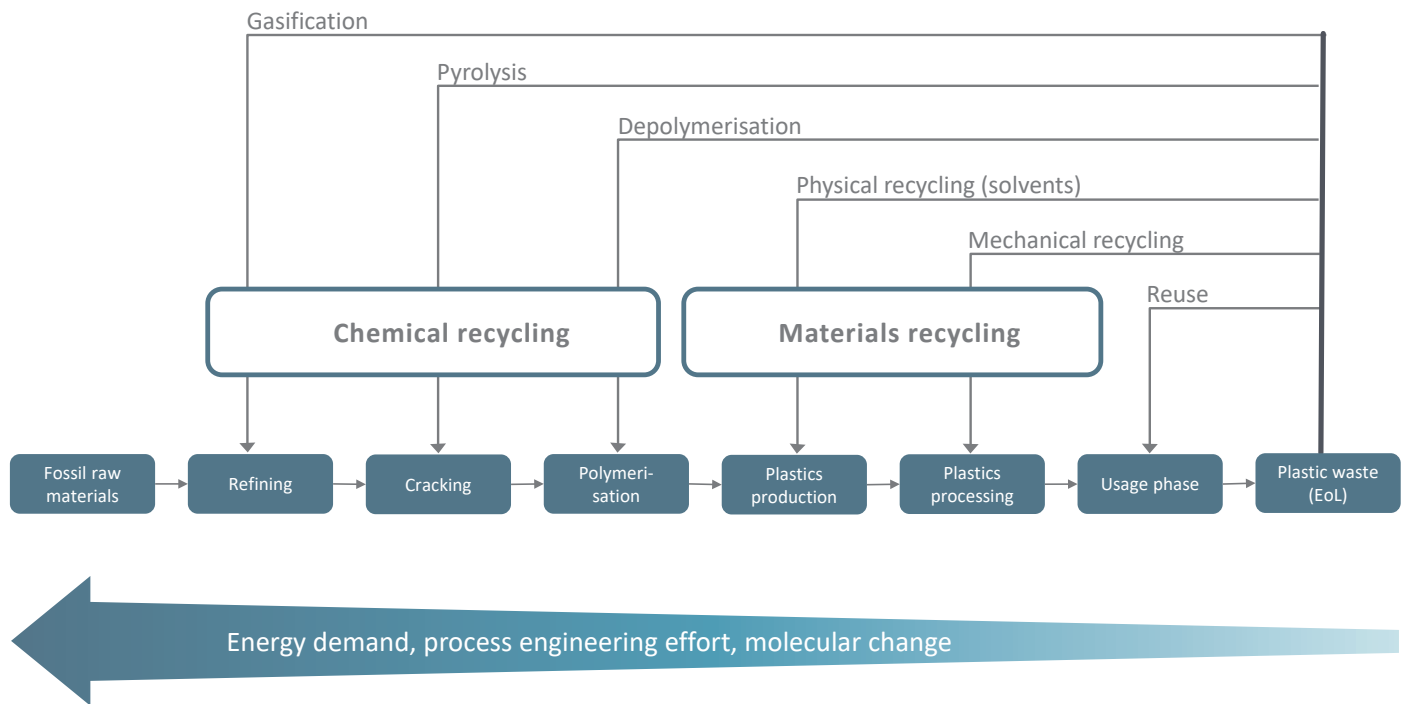 Gasification
Pyrolysis
Depolymerisation
Physical recycling (solvents)
Mechanical recycling
Reuse
Chemical recycling
Materials recycling
Fossil raw
materials
Refining
Cracking
Polymeri-
sation
Plastics
production
Plastics
processing
Usage phase
Plastic waste
(EoL)
Energy demand, process engineering effort, molecular change